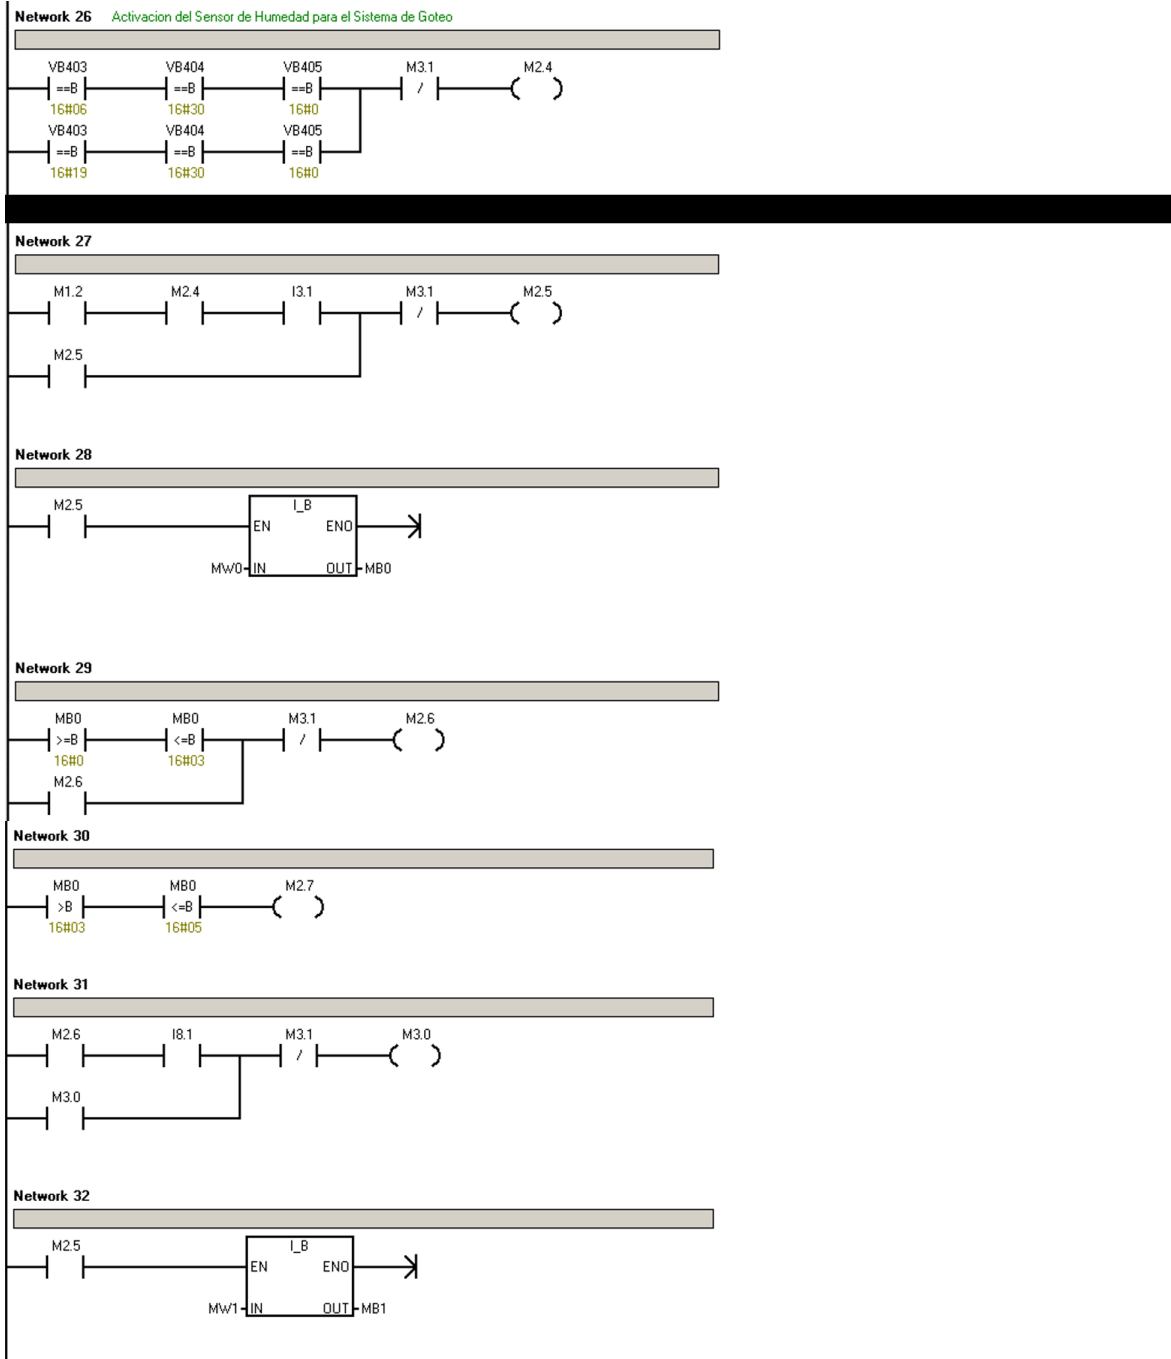 Network 26 Activacion del Sensor de Humedad para el Sistema de Goteo
VB403 VB404 VB405 M3.1 M2.4
==B ==B ==B /
16#06 16#30 16#0
VB403 VB404 VB405
==B ==B ==B
16#19 16#30 16#0
Network 27
M1.2 M2.4 I3.1 M3.1 M2.5
/
M2.5
Network 28
M2.5 I_B
EN ENO
MW0 IN OUT MB0
Network 29
MB0 MB0 M3.1 M2.6
>=B <=B /
16#0 16#03
M2.6
Network 30
MB0 MB0 M2.7
>B <=B
16#03 16#05
Network 31
M2.6 I8.1 M3.1 M3.0
/
M3.0
Network 32
M2.5 I_B
EN ENO
MW1 IN OUT MB1